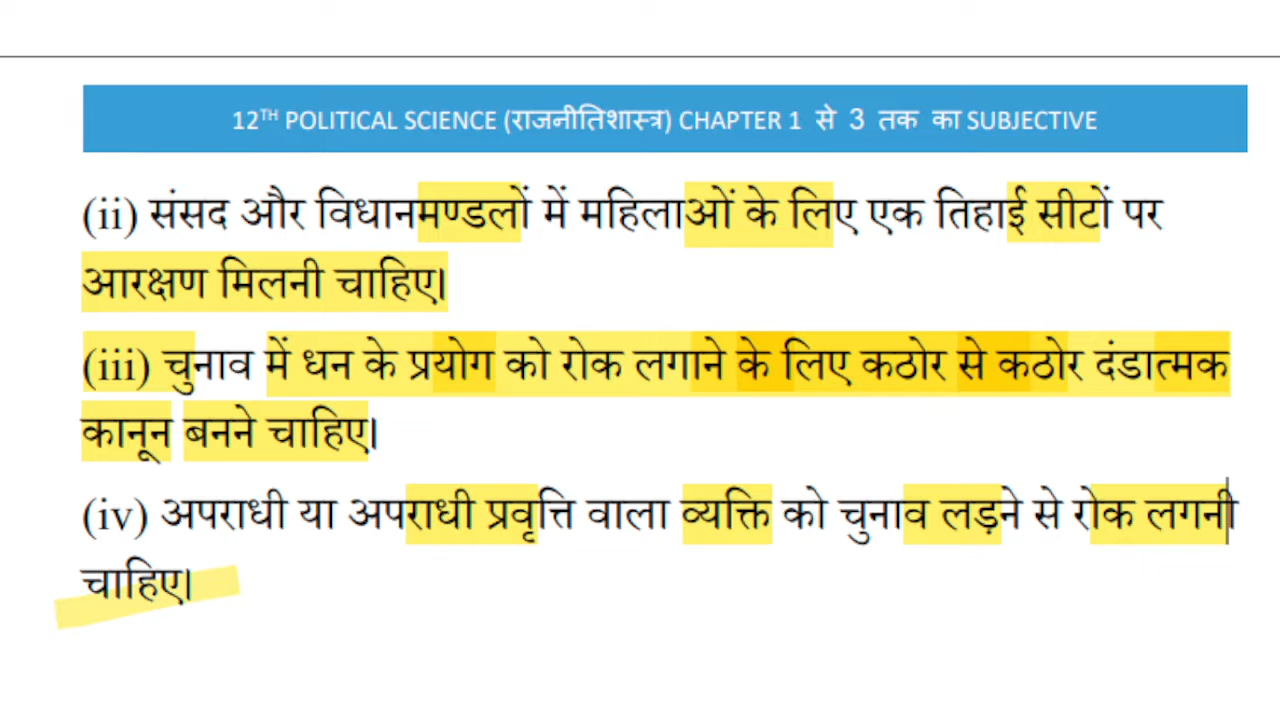 12TH POLITICAL SCIENCE (राजनीतिशास्त्र) CHAPTER 1 से 3 तक का SUBJECTIVE
(ii) संसद और विधानमण्डलों में महिलाओं के लिए एक तिहाई सीटों पर
आरक्षण मिलनी चाहिए।
(iii) चुनाव में धन के प्रयोग को रोक लगाने के लिए कठोर से कठोर दंडात्मक
कानून बनने चाहिए।
(iv) अपराधी या अपराधी प्रवृत्ति वाला व्यक्ति को चुनाव लड़ने से रोक लगनी
चाहिए।